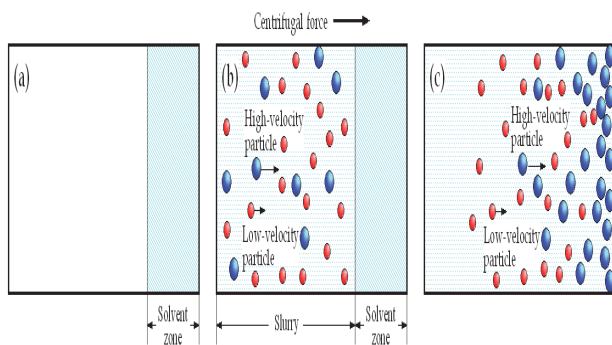 Centrifugal force
(a)
(b)
(c)
High-velocity
particle
Low-velocity
particle
High-velocity
particle
Low-velocity
particle
Solvent
zone
Slurry
Solvent
zone